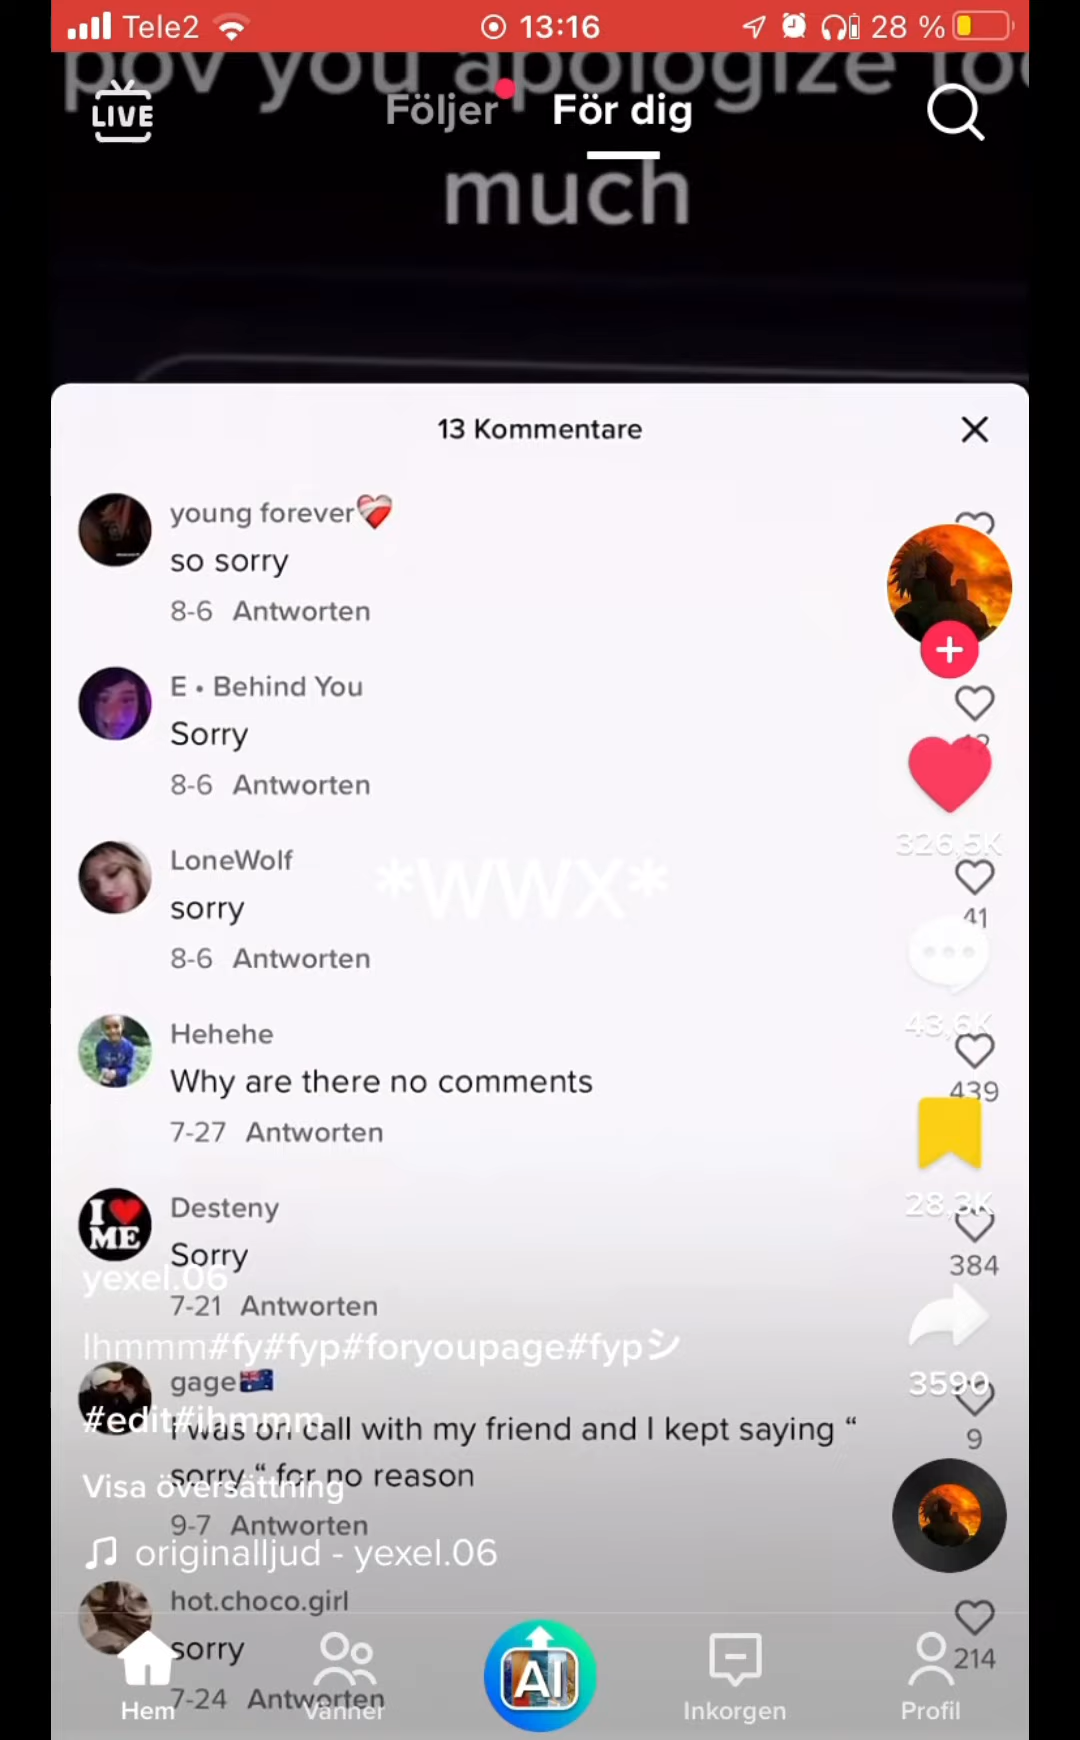 Tele2 13:16 28 %
pov you apologize too
LIVE Följer För dig
much
13 Kommentare
young forever
so sorry
8-6 Antworten
E • Behind You
Sorry
42
8-6 Antworten
326,5K
LoneWolf
*WWX*
sorry
41
8-6 Antworten
43,6K
Hehehe
Why are there no comments
439
7-27 Antworten
28,3K
Desteny
I ME
Sorry
384
yexel.06
7-21 Antworten
Ihmmm#fy#fyp#foryoupage#fypシ
3590
gage
#edit#ihmmm
I was on call with my friend and I kept saying “
9
sorry “ for no reason
Visa översättning
9-7 Antworten
originalljud - yexel.06
hot.choco.girl
sorry
AI
214
7-24 Antworten
Hem Vänner Inkorgen Profil